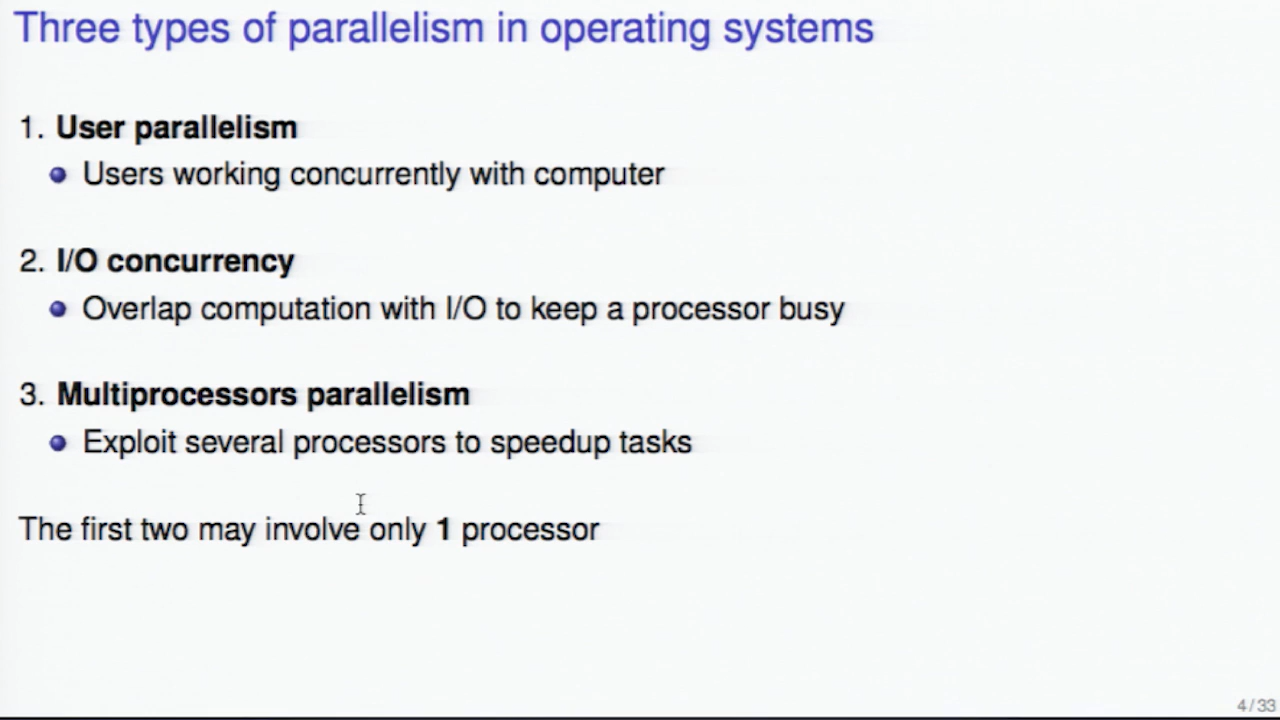 Three types of parallelism in operating systems
1. User parallelism
Users working concurrently with computer
2. I/O concurrency
Overlap computation with I/O to keep a processor busy
3. Multiprocessors parallelism
Exploit several processors to speedup tasks
The first two may involve only 1 processor
4/33